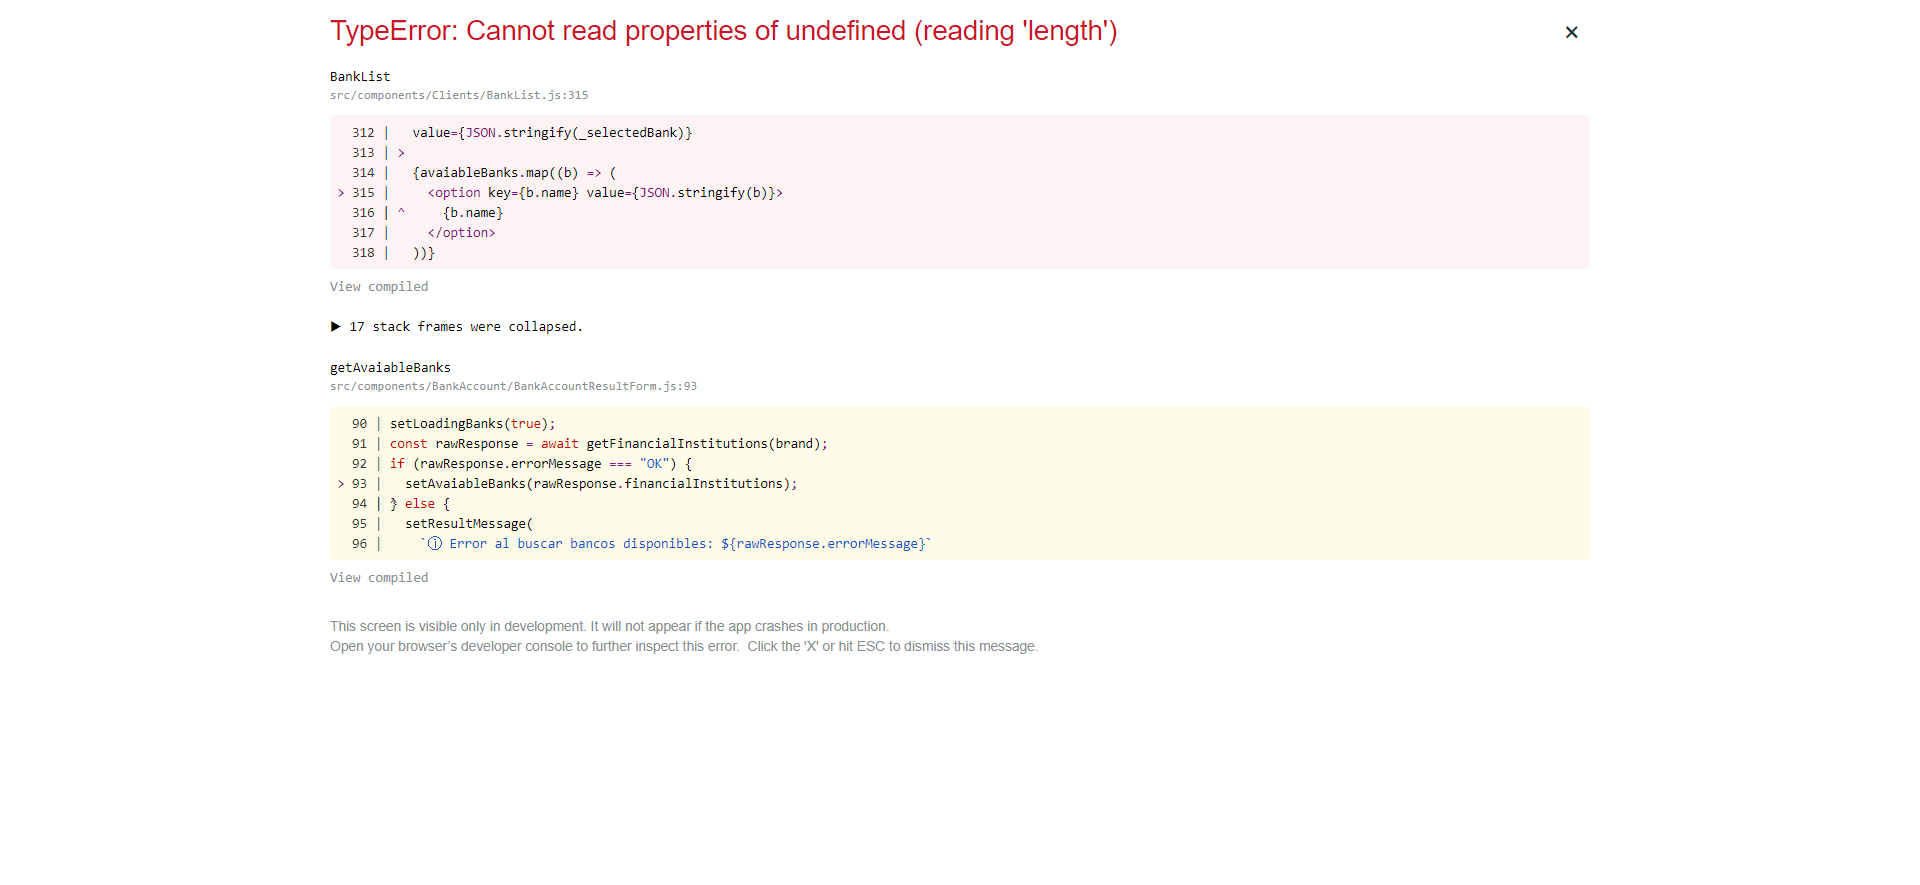 TypeError: Cannot read properties of undefined (reading 'length')
×
BankList
src/components/Clients/BankList.js:315
312 |   value={JSON.stringify(_selectedBank)}
313 | >
314 |   {avaiableBanks.map((b) => (
> 315 |     <option key={b.name} value={JSON.stringify(b)}>
316 | ^     {b.name}
317 |     </option>
318 |   ))}
View compiled
▶ 17 stack frames were collapsed.
getAvaiableBanks
src/components/BankAccount/BankAccountResultForm.js:93
90 | setLoadingBanks(true);
91 | const rawResponse = await getFinancialInstitutions(brand);
92 | if (rawResponse.errorMessage === "OK") {
> 93 |   setAvaiableBanks(rawResponse.financialInstitutions);
94 | } else {
95 |   setResultMessage(
96 |     `ⓘ Error al buscar bancos disponibles: ${rawResponse.errorMessage}`
View compiled
This screen is visible only in development. It will not appear if the app crashes in production.
Open your browser's developer console to further inspect this error.  Click the 'X' or hit ESC to dismiss this message.